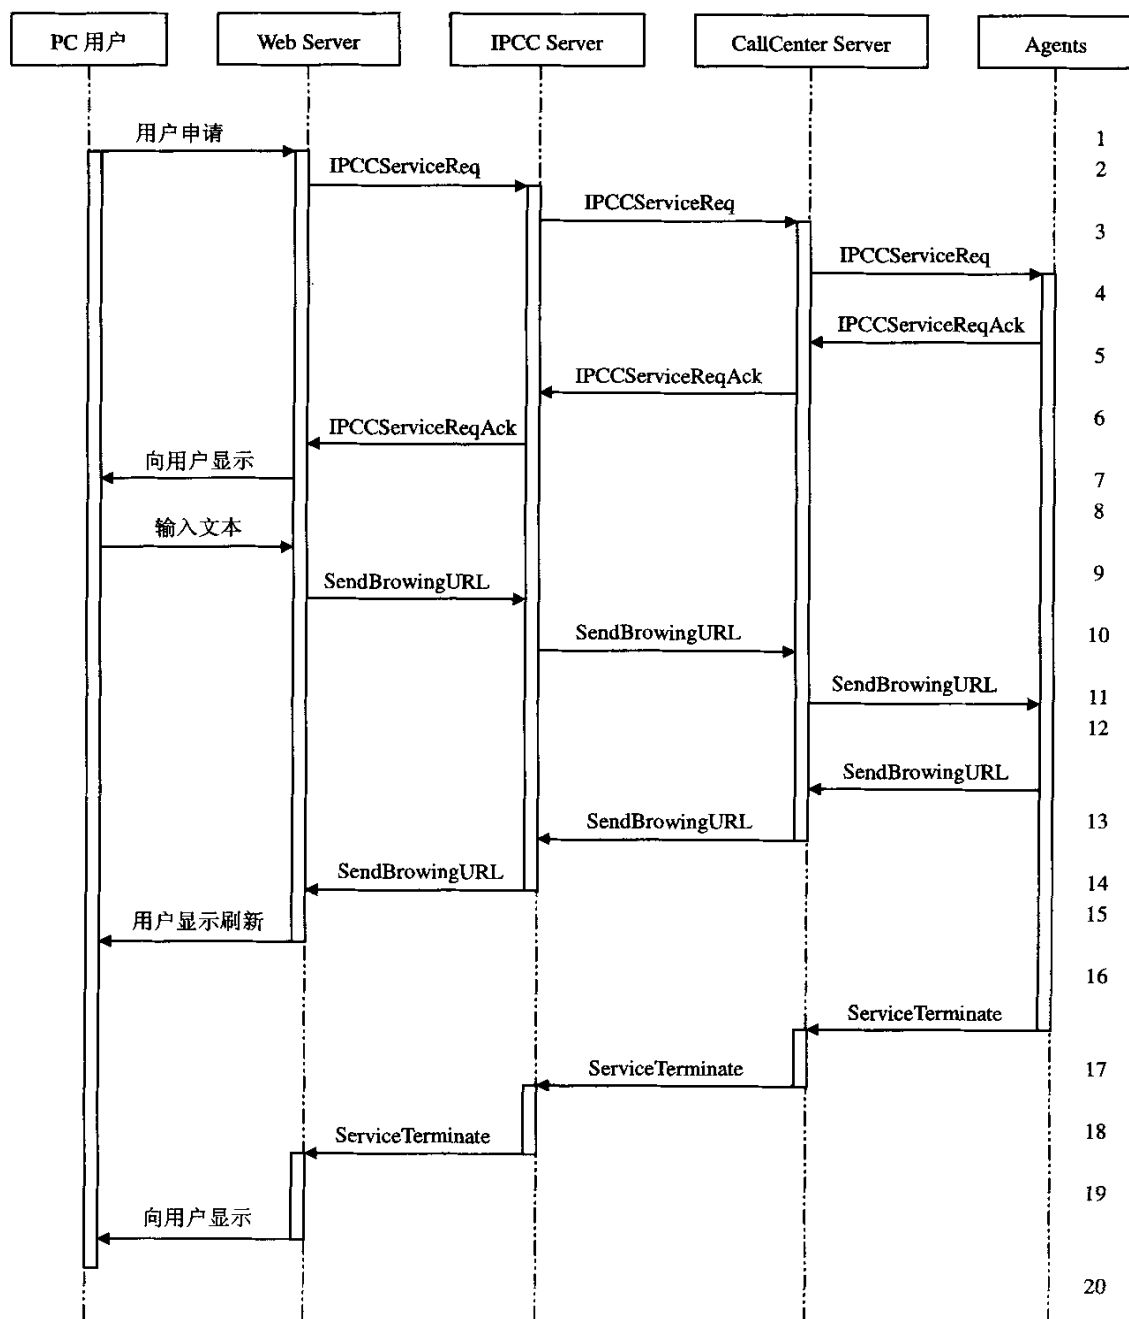 PC 用户
Web Server
IPCC Server
CallCenter Server
Agents
用户申请
1
IPCCServiceReq
2
IPCCServiceReq
3
IPCCServiceReq
4
IPCCServiceReqAck
5
IPCCServiceReqAck
6
IPCCServiceReqAck
向用户显示
7
8
输入文本
9
SendBrowingURL
SendBrowingURL
10
SendBrowingURL
11
12
SendBrowingURL
SendBrowingURL
13
SendBrowingURL
14
用户显示刷新
15
16
ServiceTerminate
ServiceTerminate
17
ServiceTerminate
18
19
向用户显示
20